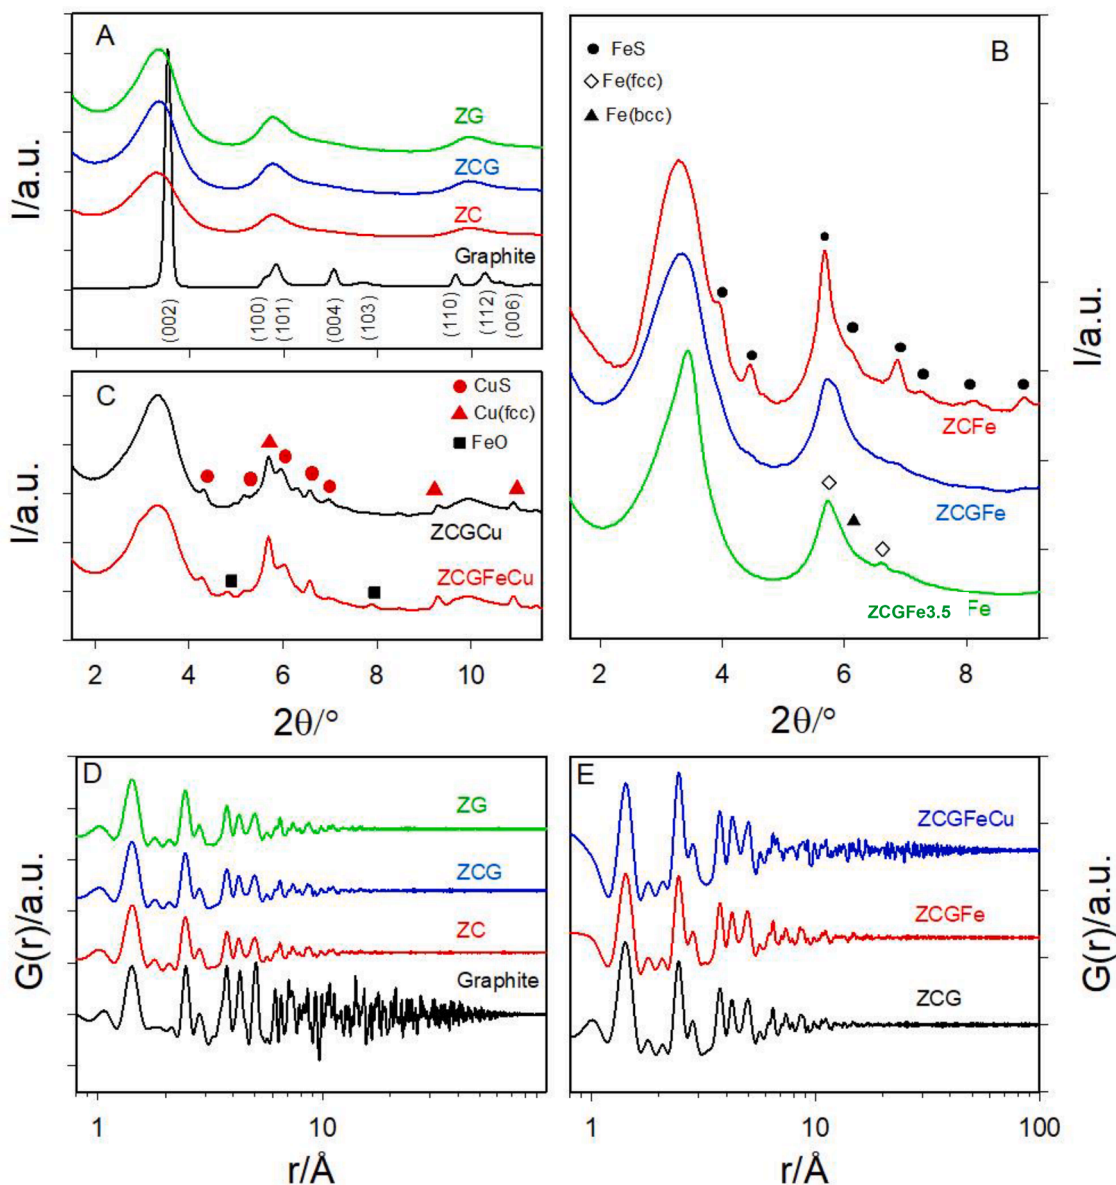 A
I/a.u.
ZG
ZCG
ZC
Graphite
(002)
(100)
(101)
(004)
(103)
(110)
(112)
(006)
B
FeS
Fe(fcc)
Fe(bcc)
I/a.u.
ZCFe
ZCGFe
ZCGFe3.5 Fe
2 4 6 8
2θ/°
C
CuS
Cu(fcc)
FeO
I/a.u.
ZCGCu
ZCGFeCu
2 4 6 8 10
2θ/°
D
G(r)/a.u.
ZG
ZCG
ZC
Graphite
1 10
r/Å
E
ZCGFeCu
ZCGFe
ZCG
G(r)/a.u.
1 10 100
r/Å